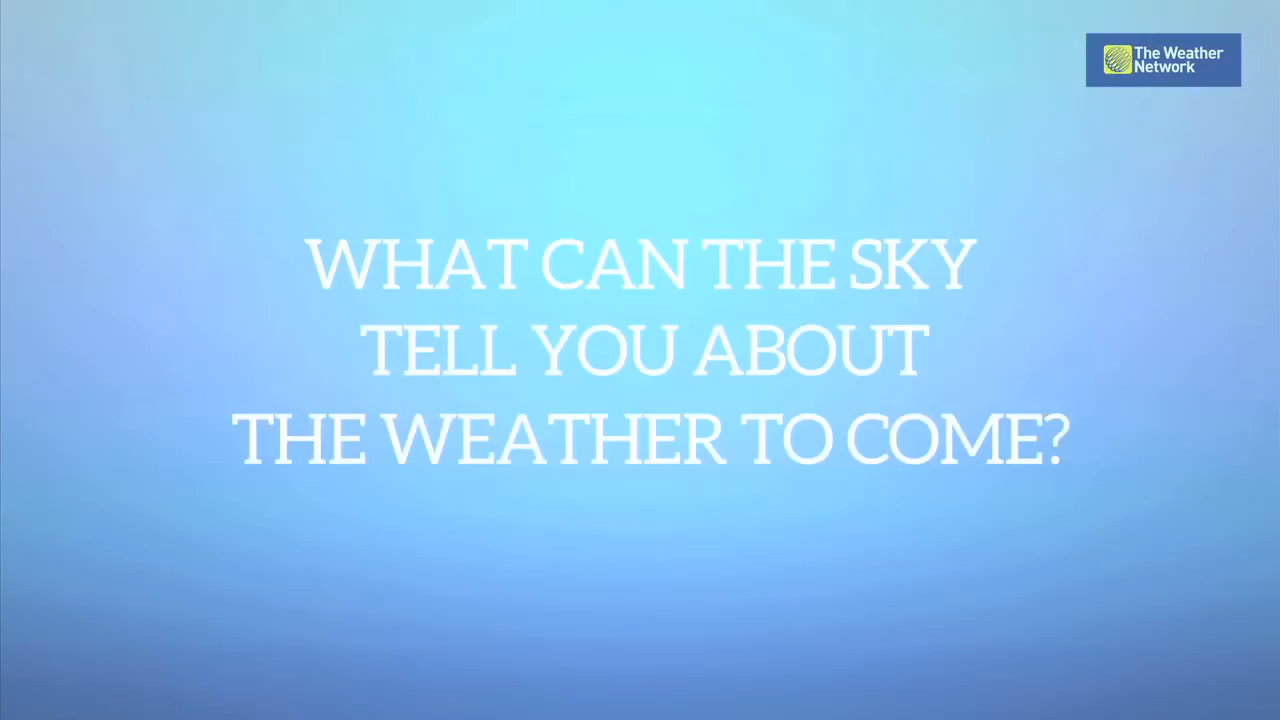 The Weather
Network
WHAT CAN THE SKY
TELL YOU ABOUT
THE WEATHER TO COME?